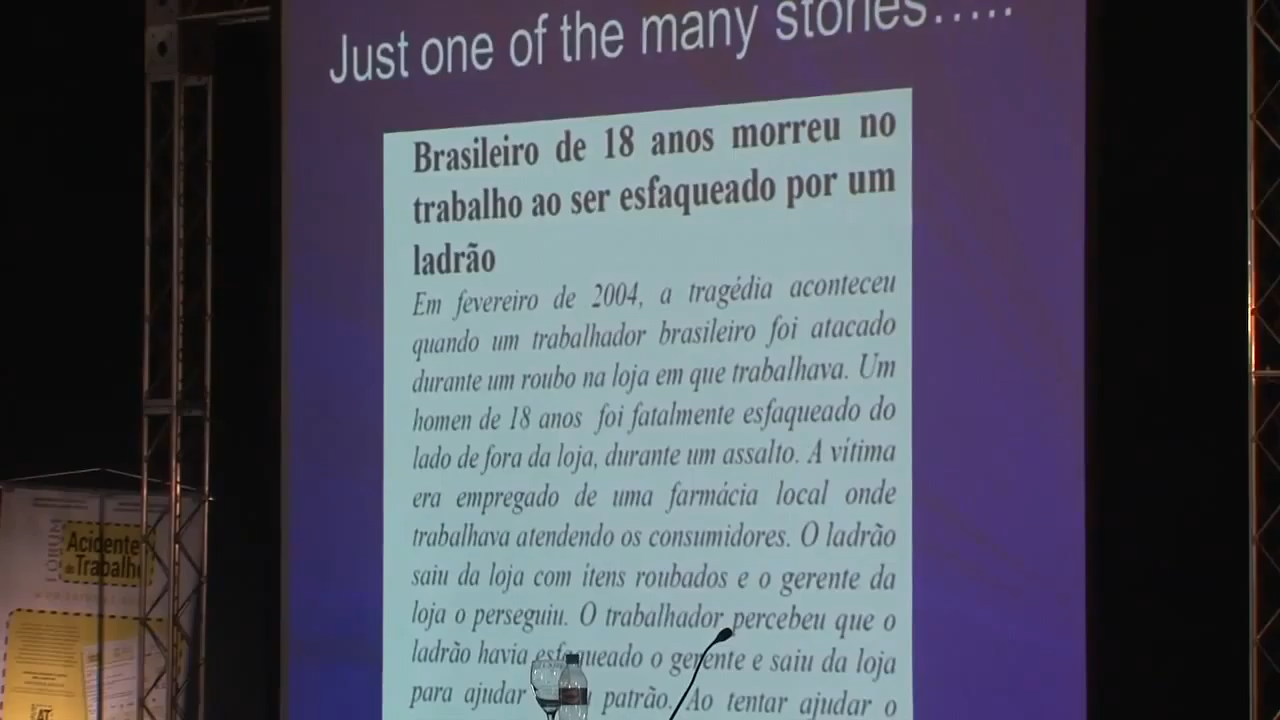 Just one of the many stories.....
Brasileiro de 18 anos morreu no
trabalho ao ser esfaqueado por um
ladrão
Em fevereiro de 2004, a tragédia aconteceu
quando um trabalhador brasileiro foi atacado
durante um roubo na loja em que trabalhava. Um
homen de 18 anos foi fatalmente esfaqueado do
lado de fora da loja, durante um assalto. A vítima
era empregado de uma farmácia local onde
trabalhava atendendo os consumidores. O ladrão
saiu da loja com itens roubados e o gerente da
loja o perseguiu. O trabalhador percebeu que o
ladrão havia esfaqueado o gerente e saiu da loja
para ajudar patrão. Ao tentar ajudar o
FORUM
Acidente
do Trabalho
AT